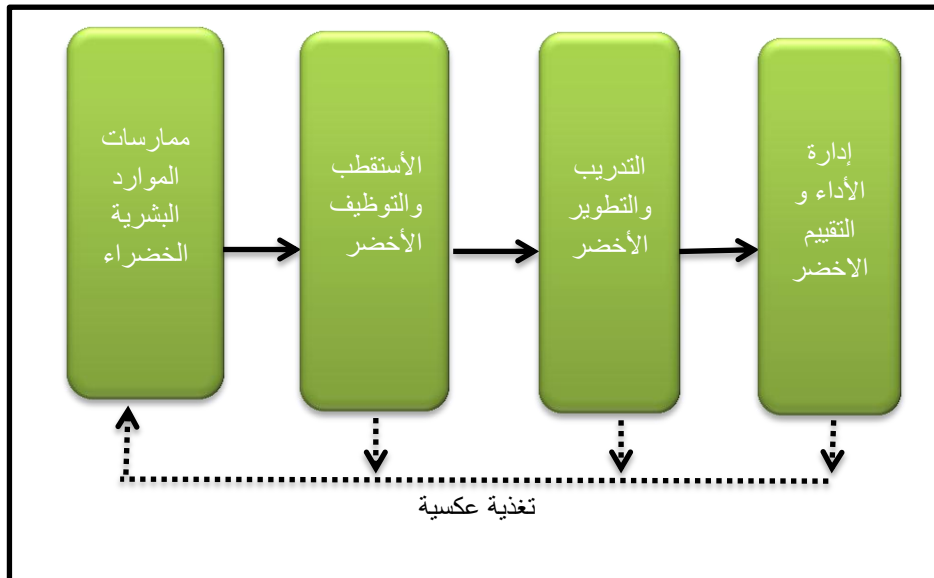 ممارسات
الموارد
البشرية
الخضراء
الأستقطب
والتوظيف
الأخضر
التدريب
والتطوير
الأخضر
إدارة
الأداء و
التقييم
الاخضر
تغذية عكسية